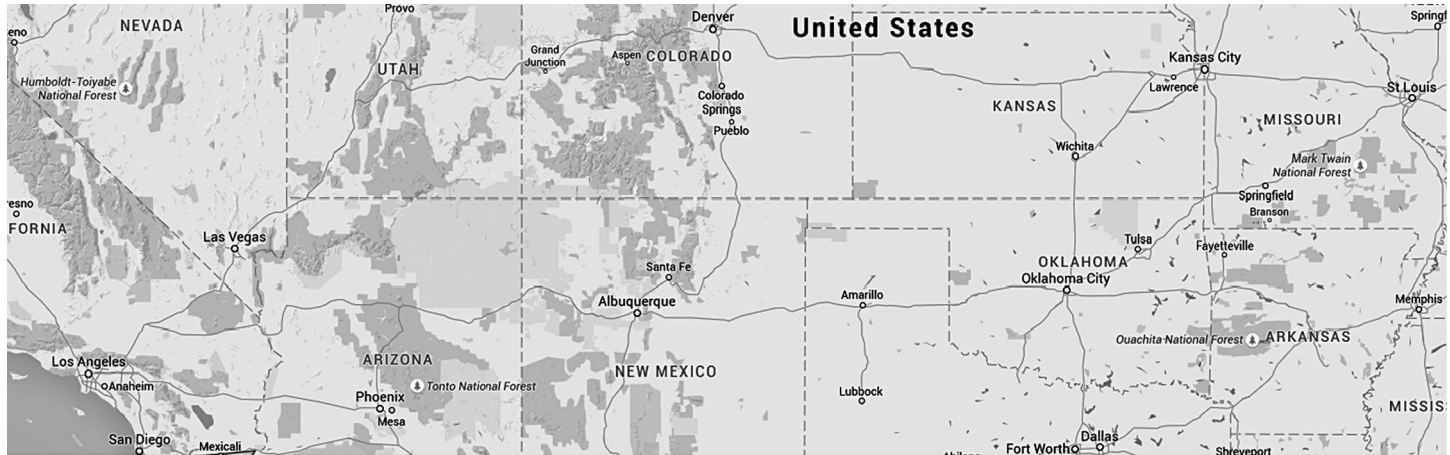 Provo
Springf
NEVADA
Denver
United States
eno
Grand
Junction
Aspen
COLORADO
Kansas City
UTAH
Humboldt-Toiyabe
National Forest
Colorado
Springs
Lawrence
St Louis
KANSAS
Pueblo
MISSOURI
Wichita
Mark Twain
National Forest
Springfield
resno
Branson
FORNIA
Las Vegas
Tulsa
Fayetteville
Santa Fe
OKLAHOMA
Oklahoma City
Albuquerque
Amarillo
Memphis
Ouachita National Forest
ARKANSAS
Los Angeles
ARIZONA
NEW MEXICO
Anaheim
Tonto National Forest
Phoenix
Lubbock
Mesa
MISSIS
San Diego
Mexicali
Fort Worth
Dallas
Abilene
Shreveport